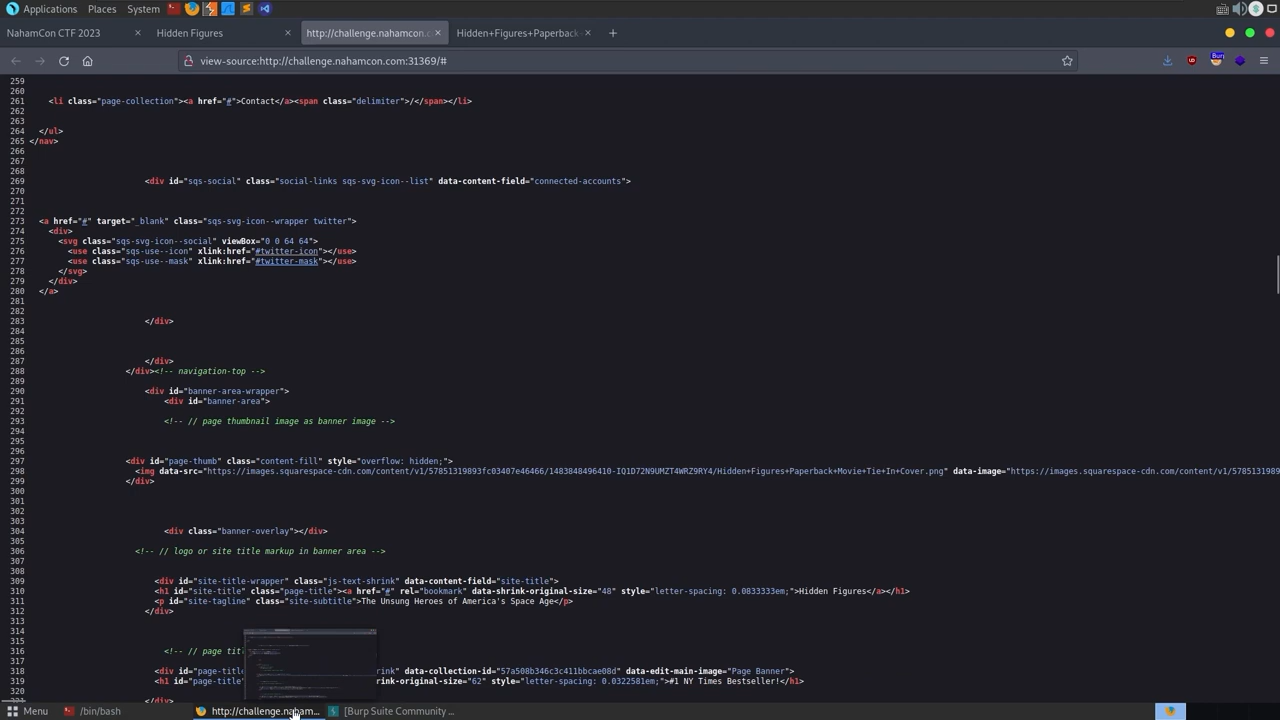 Applications Places System
NahamCon CTF 2023 × Hidden Figures × http://challenge.nahamcon. × Hidden+Figures+Paperback × +
view-source:http://challenge.nahamcon.com:31369/# Burp
259
260
261 <li class="page-collection"><a href="#">Contact</a><span class="delimiter">/</span></li>
262
263
264 </ul>
265 </nav>
266
267
268
269 <div id="sqs-social" class="social-links sqs-svg-icon--list" data-content-field="connected-accounts">
270
271
272
273 <a href="#" target="_blank" class="sqs-svg-icon--wrapper twitter">
274 <div>
275 <svg class="sqs-svg-icon--social" viewBox="0 0 64 64">
276 <use class="sqs-use--icon" xlink:href="#twitter-icon"></use>
277 <use class="sqs-use--mask" xlink:href="#twitter-mask"></use>
278 </svg>
279 </div>
280 </a>
281
282
283 </div>
284
285
286
287 </div>
288 </div><!-- navigation-top -->
289
290 <div id="banner-area-wrapper">
291 <div id="banner-area">
292
293 <!-- // page thumbnail image as banner image -->
294
295
296
297 <div id="page-thumb" class="content-fill" style="overflow: hidden;">
298 <img data-src="https://images.squarespace-cdn.com/content/v1/57851319893fc03407e46466/1483848496410-IQ1D72N9UMZT4WRZ9RY4/Hidden+Figures+Paperback+Movie+Tie+In+Cover.png" data-image="https://images.squarespace-cdn.com/content/v1/578513198
299 </div>
300
301
302
303
304 <div class="banner-overlay"></div>
305
306 <!-- // logo or site title markup in banner area -->
307
308
309 <div id="site-title-wrapper" class="js-text-shrink" data-content-field="site-title">
310 <h1 id="site-title" class="page-title"><a href="#" rel="bookmark" data-shrink-original-size="48" style="letter-spacing: 0.0833333em;">Hidden Figures</a></h1>
311 <p id="site-tagline" class="site-subtitle">The Unsung Heroes of America's Space Age</p>
312 </div>
313
314
315
316 <!-- // page tit
317
318 <div id="page-title rink" data-collection-id="57a508b346c3c411bbcae08d" data-edit-main-image="Page Banner">
319 <h1 id="page-title" rink-original-size="62" style="letter-spacing: 0.0322581em;">#1 NY Times Bestseller!</h1>
320
</div>
Menu /bin/bash http://challenge.naham... [Burp Suite Community ...